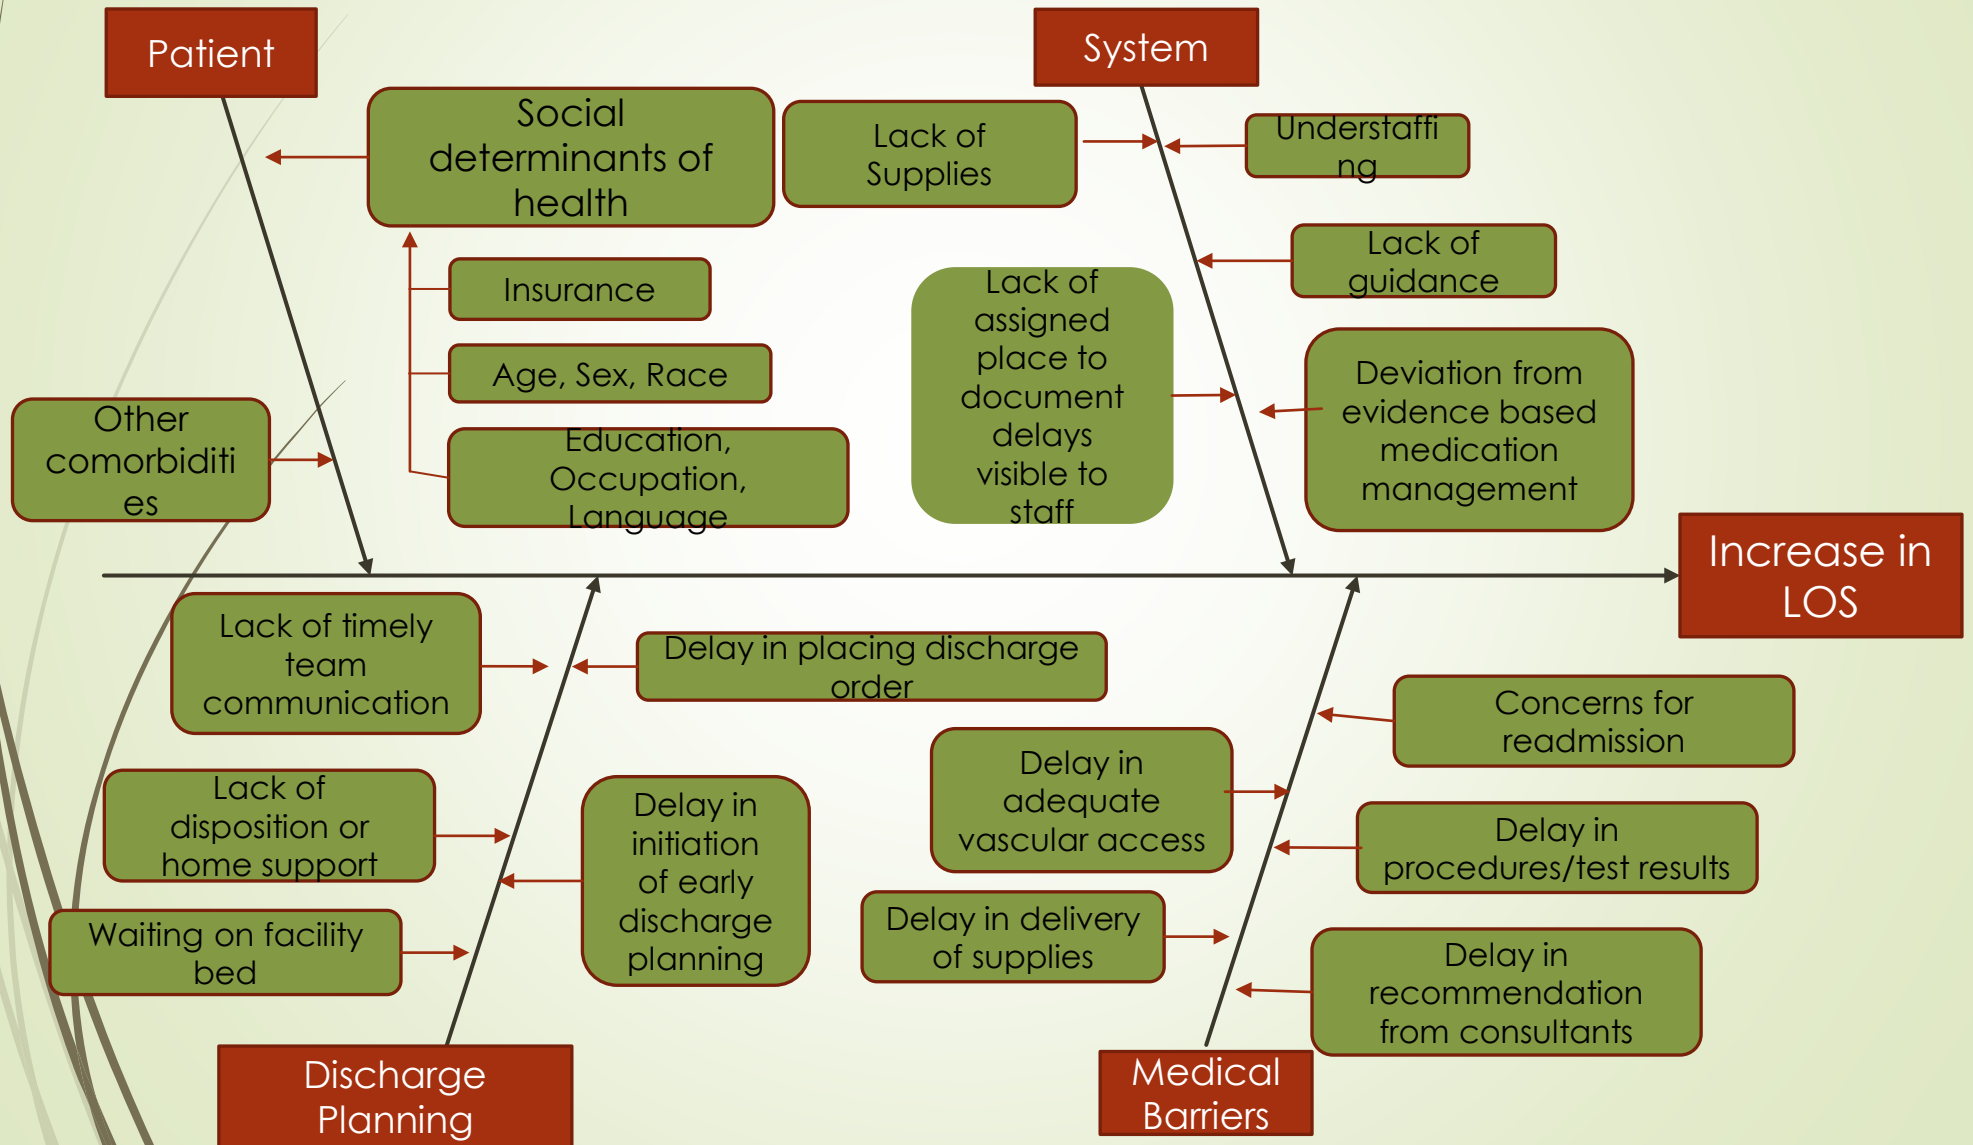 Patient
System
Social
determinants of
health
Lack of
Supplies
Understaffi
ng
Lack of
guidance
Insurance
Lack of
assigned
place to
document
delays
visible to
staff
Age, Sex, Race
Deviation from
evidence based
medication
management
Other
comorbiditi
es
Education,
Occupation,
Language
Increase in
LOS
Lack of timely
team
communication
Delay in placing discharge
order
Concerns for
readmission
Delay in
adequate
vascular access
Lack of
disposition or
home support
Delay in
initiation
of early
discharge
planning
Delay in
procedures/test results
Waiting on facility
bed
Delay in delivery
of supplies
Delay in
recommendation
from consultants
Discharge
Planning
Medical
Barriers